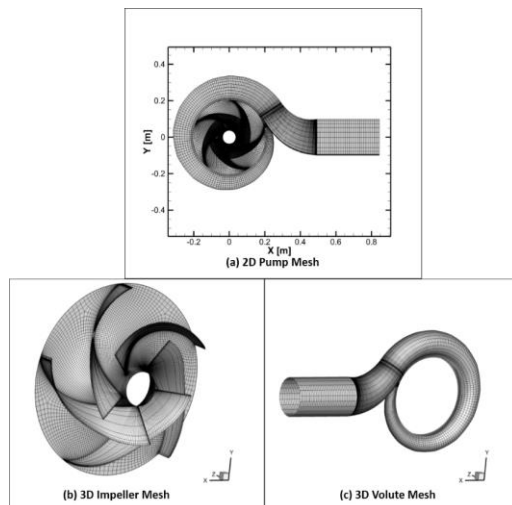 0.4
0.2
0
-0.2
-0.4
Y [m]
-0.2 0 0.2 0.4 0.6 0.8
X [m]
(a) 2D Pump Mesh
Y
Z
X
(b) 3D Impeller Mesh
Y
Z
X
(c) 3D Volute Mesh